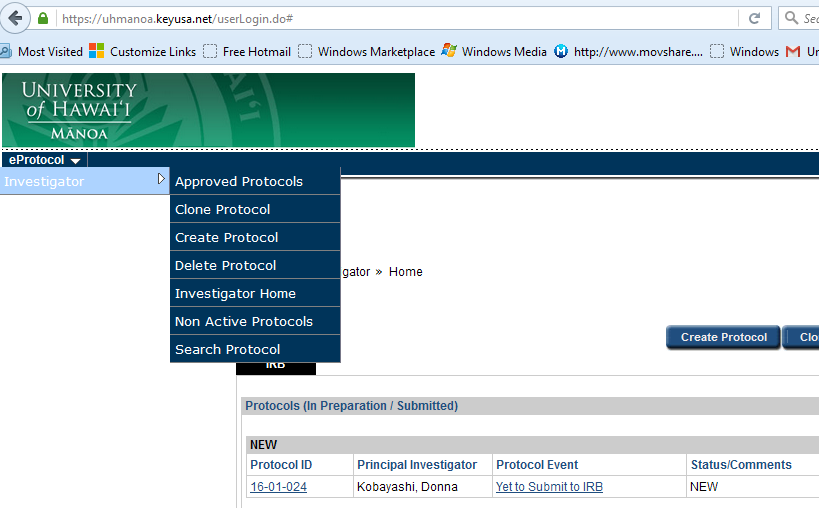 https://uhmanoa.keyusa.net/userLogin.do#
Most Visited Customize Links Free Hotmail Windows Marketplace Windows Media http://www.movshare.... Windows
UNIVERSITY
of HAWAI‘I
MĀNOA
eProtocol
Investigator
Approved Protocols
Clone Protocol
Create Protocol
Delete Protocol
Investigator Home
Non Active Protocols
Search Protocol
gator » Home
Create Protocol Clo
IRB
Protocols (In Preparation / Submitted)
NEW
Protocol ID Principal Investigator Protocol Event Status/Comments
16-01-024 Kobayashi, Donna Yet to Submit to IRB NEW